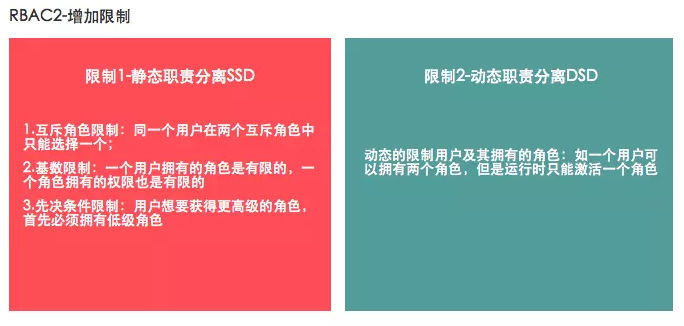 RBAC2-增加限制
限制1-静态职责分离SSD
1.互斥角色限制：同一个用户在两个互斥角色中
只能选择一个；
2.基数限制：一个用户拥有的角色是有限的，一
个角色拥有的权限也是有限的
3.先决条件限制：用户想要获得更高级的角色，
首先必须拥有低级角色
限制2-动态职责分离DSD
动态的限制用户及其拥有的角色：如一个用户可
以拥有两个角色，但是运行时只能激活一个角色